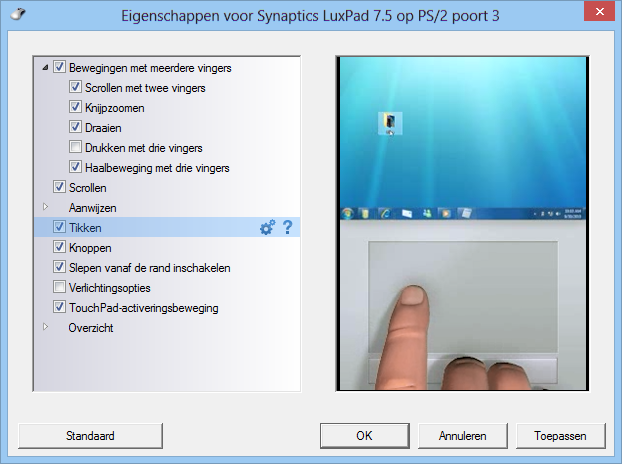 Eigenschappen voor Synaptics LuxPad 7.5 op PS/2 poort 3
Bewegingen met meerdere vingers
Scrollen met twee vingers
Knijpzoomen
Draaien
Drukken met drie vingers
Haalbeweging met drie vingers
Scrollen
Aanwijzen
Tikken
Knoppen
Slepen vanaf de rand inschakelen
Verlichtingsopties
TouchPad-activeringsbeweging
Overzicht
Standaard
OK
Annuleren
Toepassen